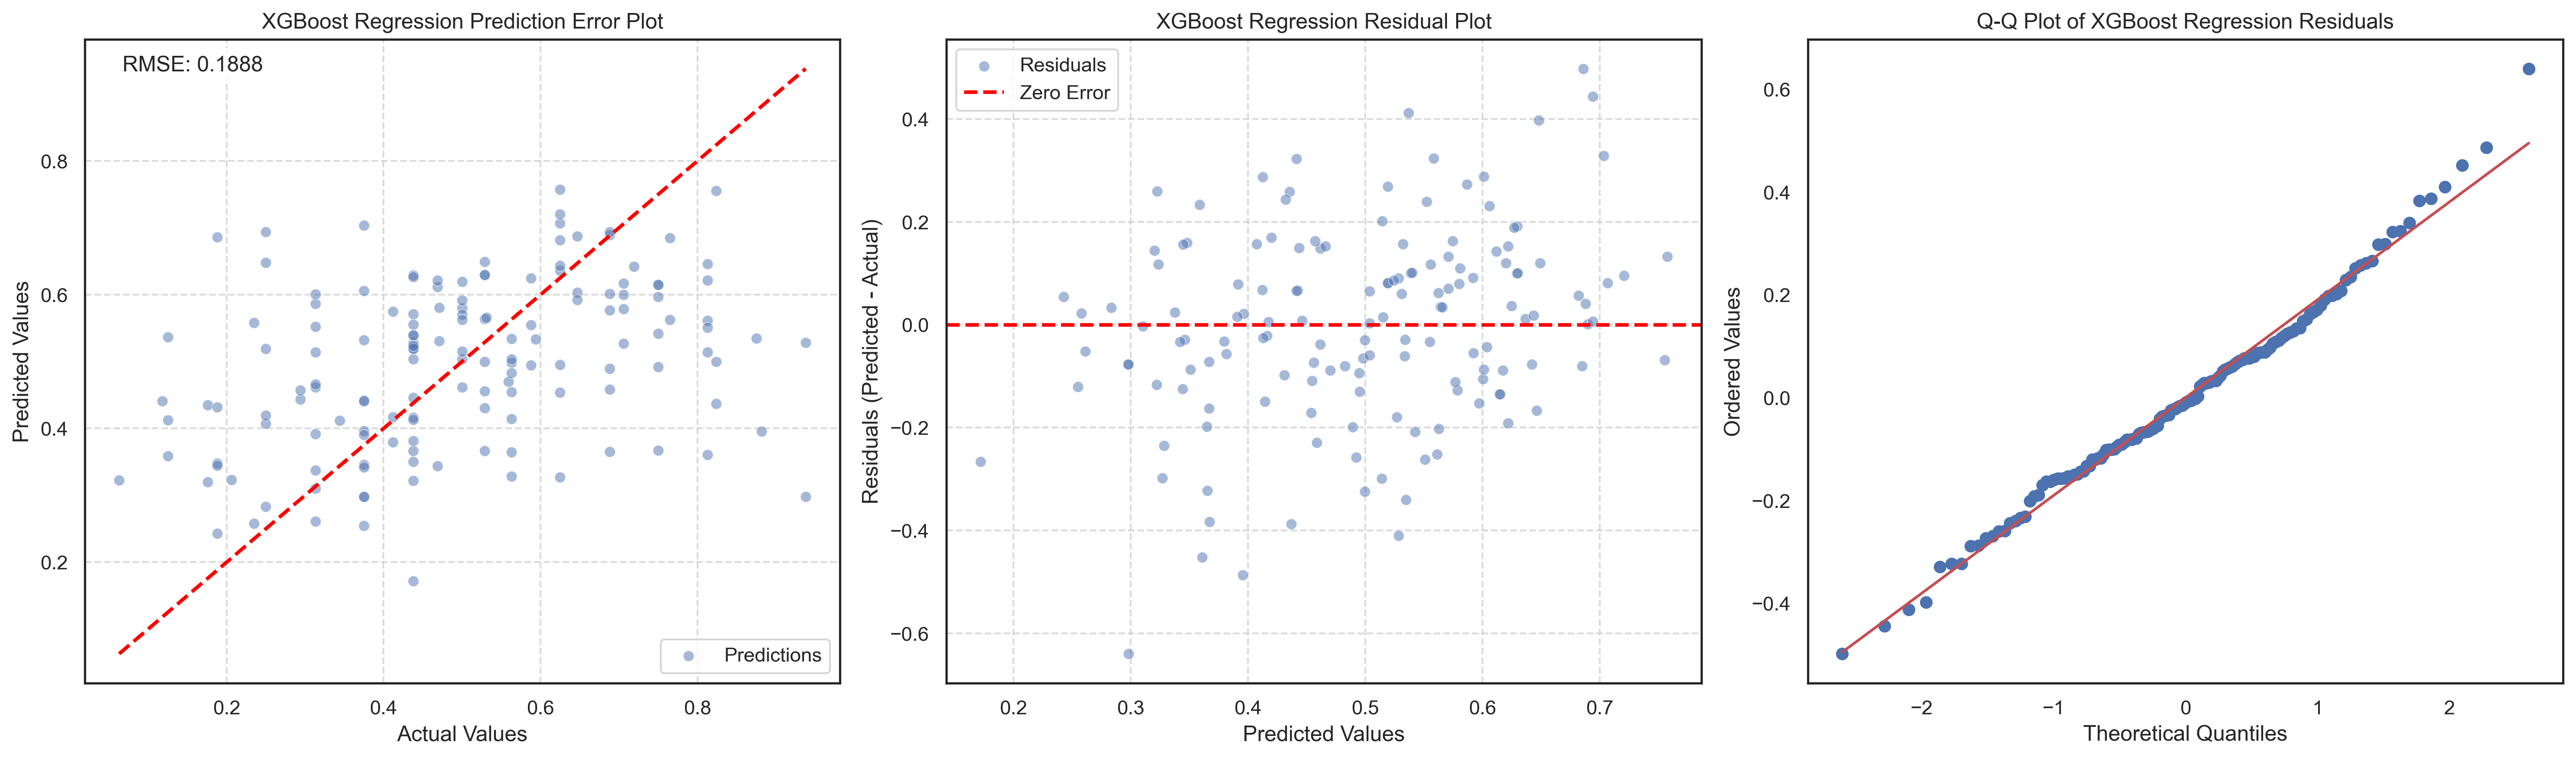 XGBoost Regression Prediction Error Plot
RMSE: 0.1888
0.8
0.6
0.4
0.2
Predicted Values
Predictions
0.2 0.4 0.6 0.8
Actual Values
XGBoost Regression Residual Plot
Residuals
Zero Error
0.4
0.2
0.0
−0.2
−0.4
−0.6
Residuals (Predicted - Actual)
0.2 0.3 0.4 0.5 0.6 0.7
Predicted Values
Q-Q Plot of XGBoost Regression Residuals
0.6
0.4
0.2
0.0
−0.2
−0.4
Ordered Values
−2 −1 0 1 2
Theoretical Quantiles